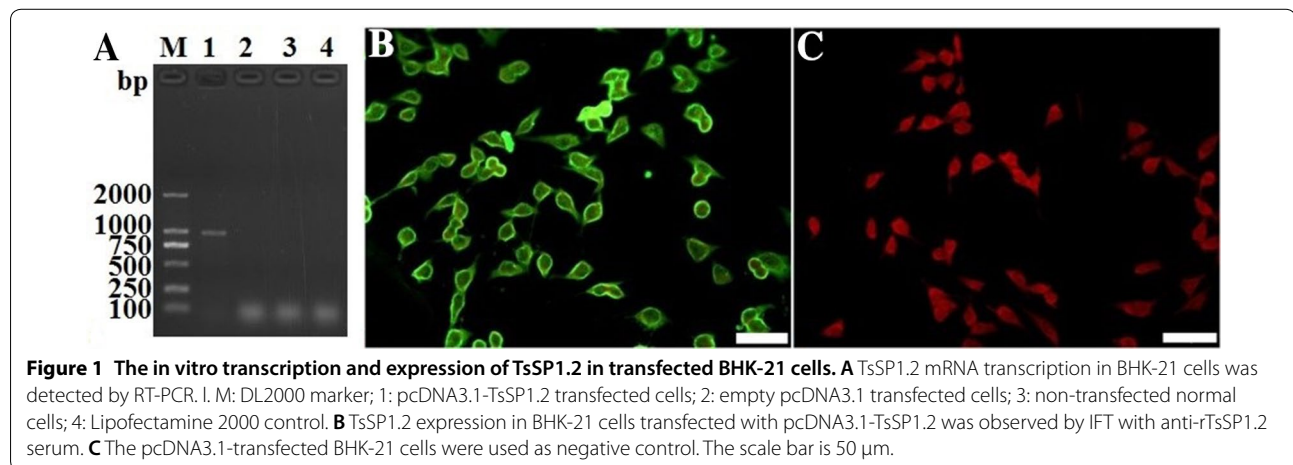 A M 1 2 3 4 B C
bp
2000
1000
750
500
250
100
Figure 1 The in vitro transcription and expression of TsSP1.2 in transfected BHK-21 cells. A TsSP1.2 mRNA transcription in BHK-21 cells was
detected by RT-PCR. l. M: DL2000 marker; 1: pcDNA3.1-TsSP1.2 transfected cells; 2: empty pcDNA3.1 transfected cells; 3: non-transfected normal
cells; 4: Lipofectamine 2000 control. B TsSP1.2 expression in BHK-21 cells transfected with pcDNA3.1-TsSP1.2 was observed by IFT with anti-rTsSP1.2
serum. C The pcDNA3.1-transfected BHK-21 cells were used as negative control. The scale bar is 50 μm.